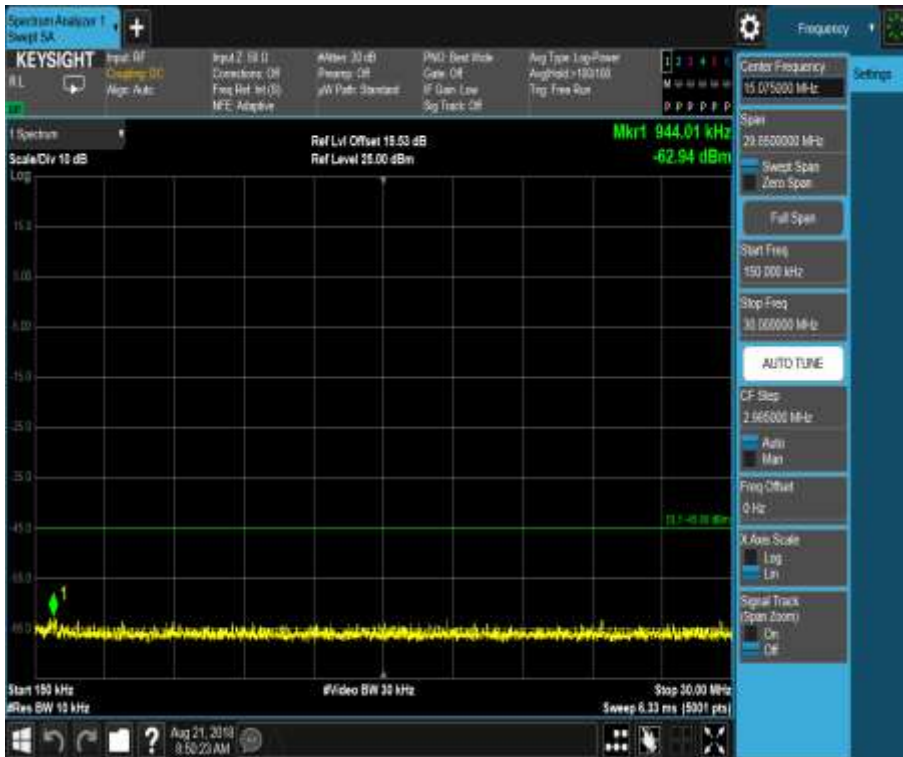 Spectrum Analyzer 1
Swept SA
Frequency
KEYSIGHT
Input: RF
Coupling: DC
Align: Auto
Input Z: 50 Ω
Corrections: Off
Freq Ref: Int (S)
NFE: Adaptive
#Atten: 30 dB
Preamp: Off
µW Path: Standard
PNO: Best Wide
Gate: Off
IF Gain: Low
Sig Track: Off
Avg Type: Log-Power
Avg|Hold:>100/100
Trig: Free Run
1 Spectrum
Scale/Div 10 dB
Log
Ref Lvl Offset 15.53 dB
Ref Level 25.00 dBm
Mkr1 944.01 kHz
-62.94 dBm
15.0
5.00
-5.00
-15.0
-25.0
-35.0
-45.0
-55.0
-65.0
1
Start 150 kHz
#Res BW 10 kHz
#Video BW 30 kHz
Stop 30.00 MHz
Sweep 6.33 ms (5001 pts)
Aug 21, 2018
8:50:23 AM
Center Frequency
15.075000 MHz
Settings
Span
29.8500000 MHz
Swept Span
Zero Span
Full Span
Start Freq
150.000 kHz
Stop Freq
30.000000 MHz
AUTO TUNE
CF Step
2.985000 MHz
Auto
Man
Freq Offset
0 Hz
X Axis Scale
Log
Lin
Signal Track
(Span Zoom)
On
Off